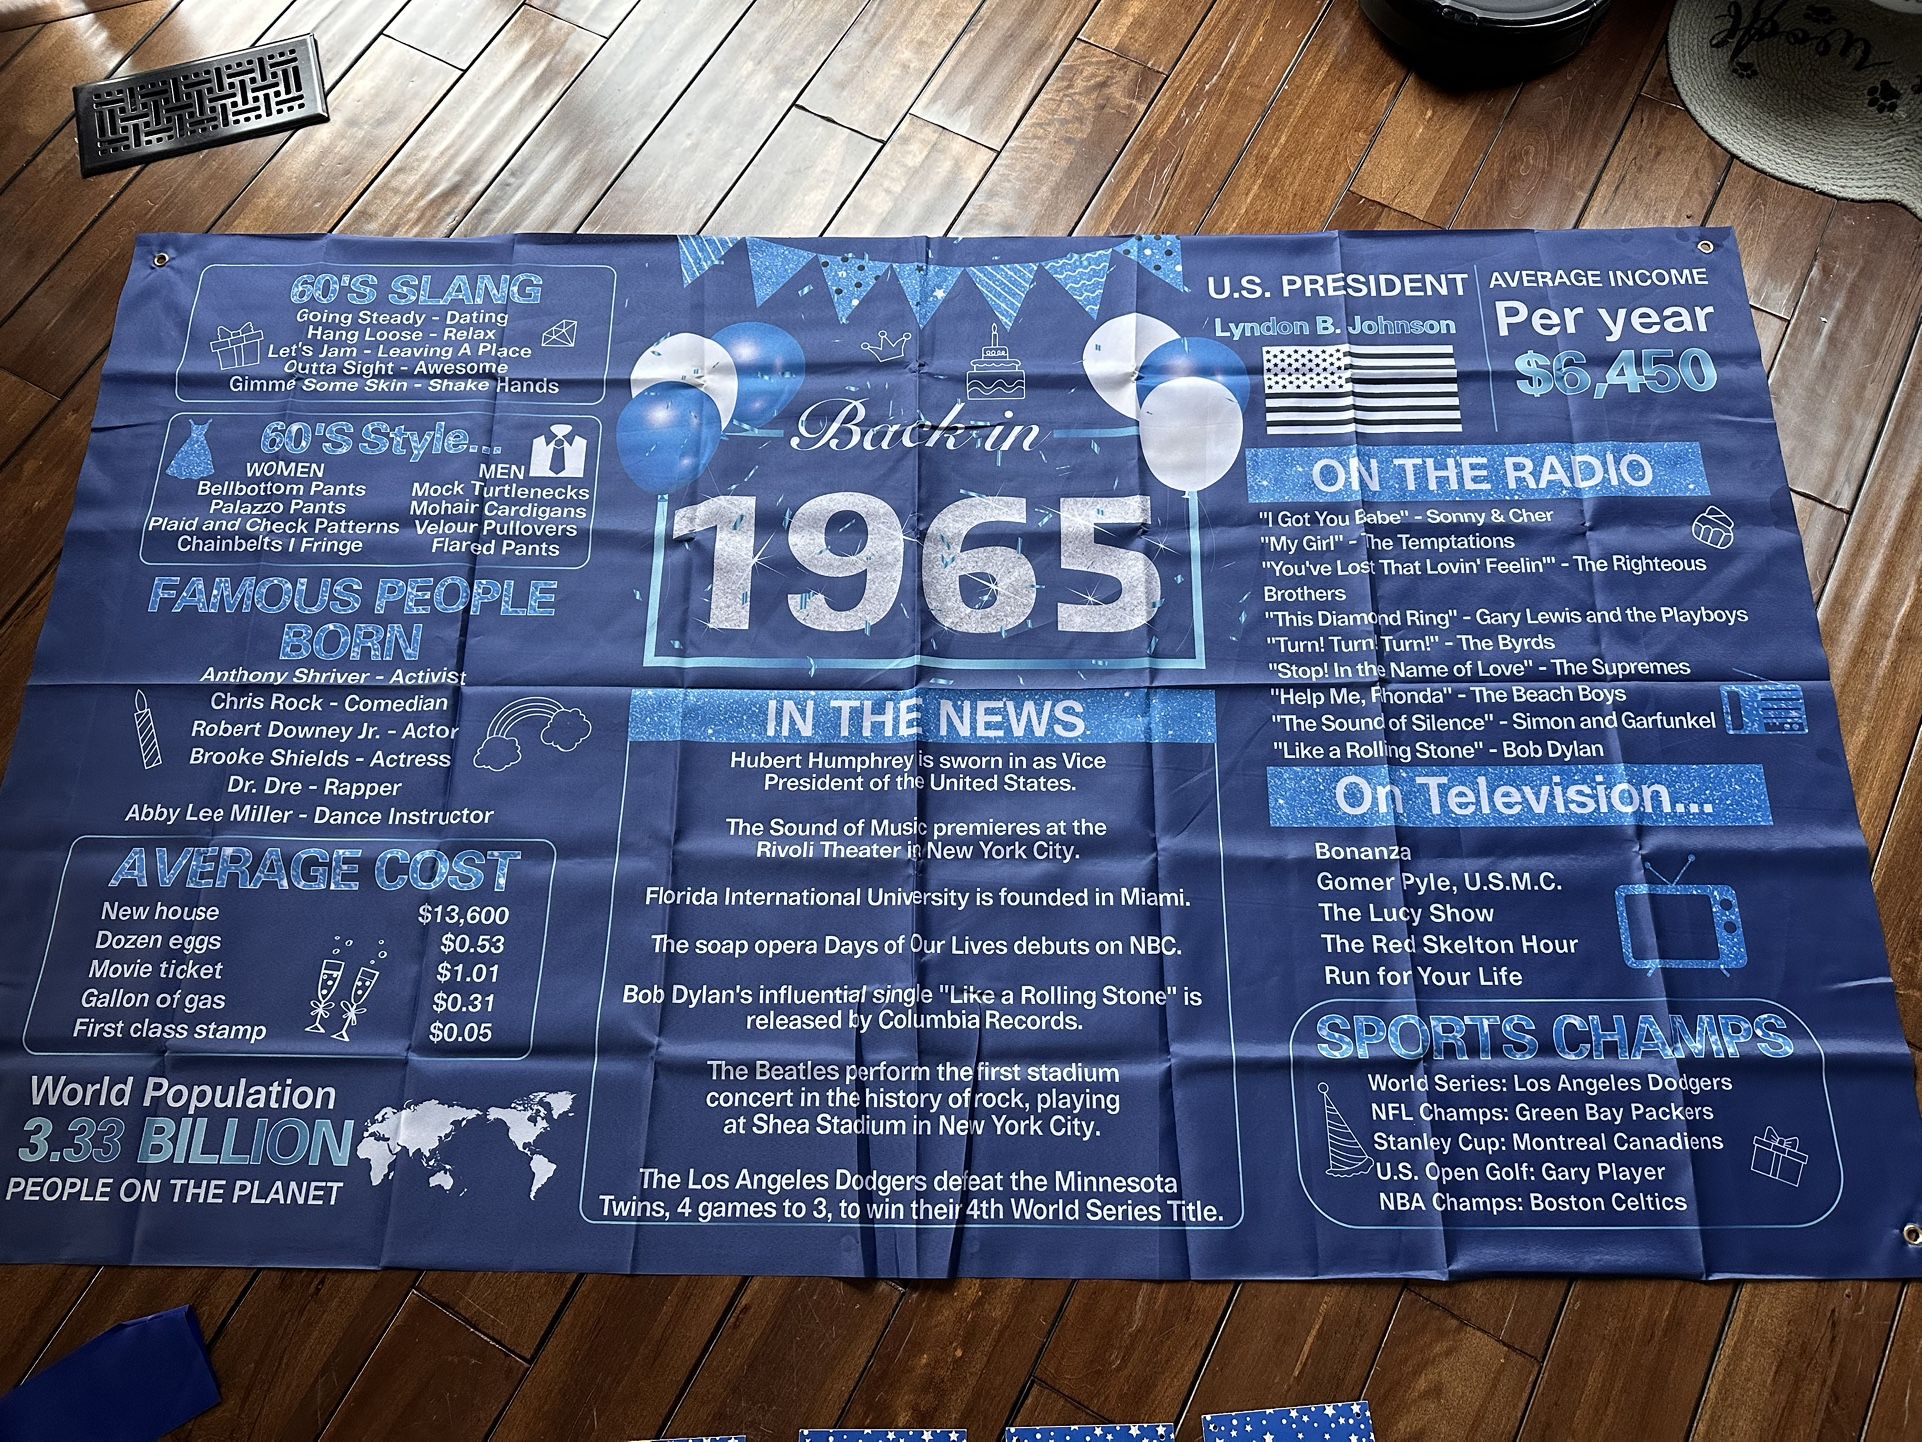 60'S SLANG
Going Steady - Dating
Hang Loose - Relax
Let's Jam - Leaving A Place
Outta Sight - Awesome
Gimme Some Skin - Shake Hands
60'S Style...
WOMEN
Bellbottom Pants
Palazzo Pants
Plaid and Check Patterns
Chainbelts I Fringe
MEN
Mock Turtlenecks
Mohair Cardigans
Velour Pullovers
Flared Pants
FAMOUS PEOPLE
BORN
Anthony Shriver - Activist
Chris Rock - Comedian
Robert Downey Jr. - Actor
Brooke Shields - Actress
Dr. Dre - Rapper
Abby Lee Miller - Dance Instructor
AVERAGE COST
New house $13,600
Dozen eggs $0.53
Movie ticket $1.01
Gallon of gas $0.31
First class stamp $0.05
World Population
3.33 BILLION
PEOPLE ON THE PLANET
Back in
1965
IN THE NEWS
Hubert Humphrey is sworn in as Vice
President of the United States.
The Sound of Music premieres at the
Rivoli Theater in New York City.
Florida International University is founded in Miami.
The soap opera Days of Our Lives debuts on NBC.
Bob Dylan's influential single "Like a Rolling Stone" is
released by Columbia Records.
The Beatles perform the first stadium
concert in the history of rock, playing
at Shea Stadium in New York City.
The Los Angeles Dodgers defeat the Minnesota
Twins, 4 games to 3, to win their 4th World Series Title.
U.S. PRESIDENT
Lyndon B. Johnson
AVERAGE INCOME
Per year
$6,450
ON THE RADIO
"I Got You Babe" - Sonny & Cher
"My Girl" - The Temptations
"You've Lost That Lovin' Feelin'" - The Righteous
Brothers
"This Diamond Ring" - Gary Lewis and the Playboys
"Turn! Turn! Turn!" - The Byrds
"Stop! In the Name of Love" - The Supremes
"Help Me, Rhonda" - The Beach Boys
"The Sound of Silence" - Simon and Garfunkel
"Like a Rolling Stone" - Bob Dylan
On Television...
Bonanza
Gomer Pyle, U.S.M.C.
The Lucy Show
The Red Skelton Hour
Run for Your Life
SPORTS CHAMPS
World Series: Los Angeles Dodgers
NFL Champs: Green Bay Packers
Stanley Cup: Montreal Canadiens
U.S. Open Golf: Gary Player
NBA Champs: Boston Celtics
woof